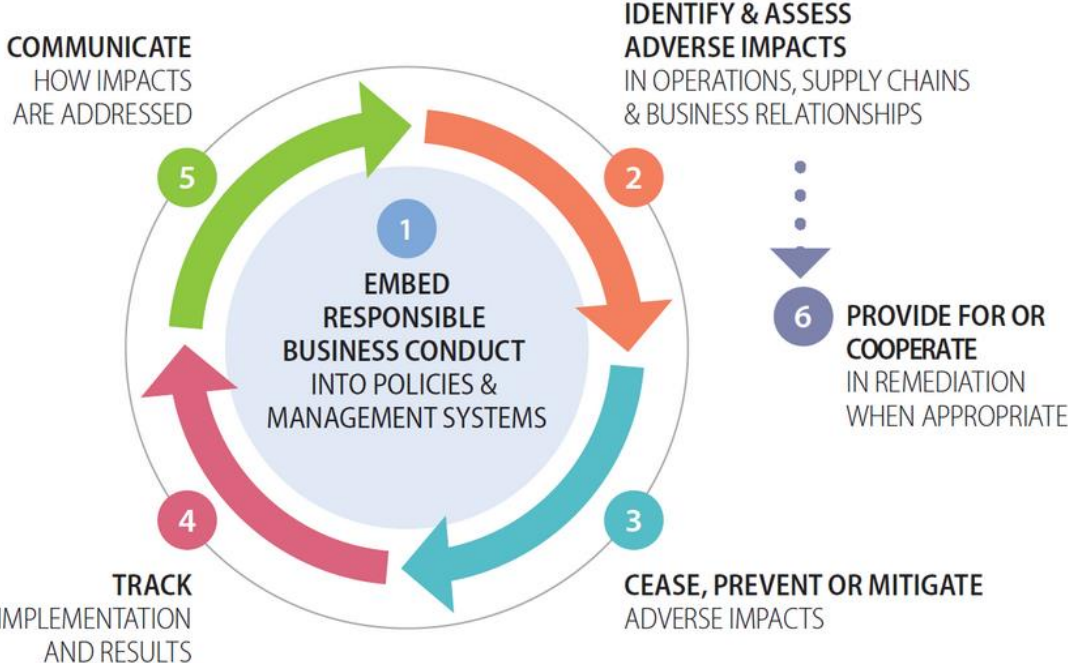 1
EMBED
RESPONSIBLE
BUSINESS CONDUCT
INTO POLICIES &
MANAGEMENT SYSTEMS
2
IDENTIFY & ASSESS
ADVERSE IMPACTS
IN OPERATIONS, SUPPLY CHAINS
& BUSINESS RELATIONSHIPS
3
CEASE, PREVENT OR MITIGATE
ADVERSE IMPACTS
4
TRACK
IMPLEMENTATION
AND RESULTS
5
COMMUNICATE
HOW IMPACTS
ARE ADDRESSED
6
PROVIDE FOR OR
COOPERATE
IN REMEDIATION
WHEN APPROPRIATE